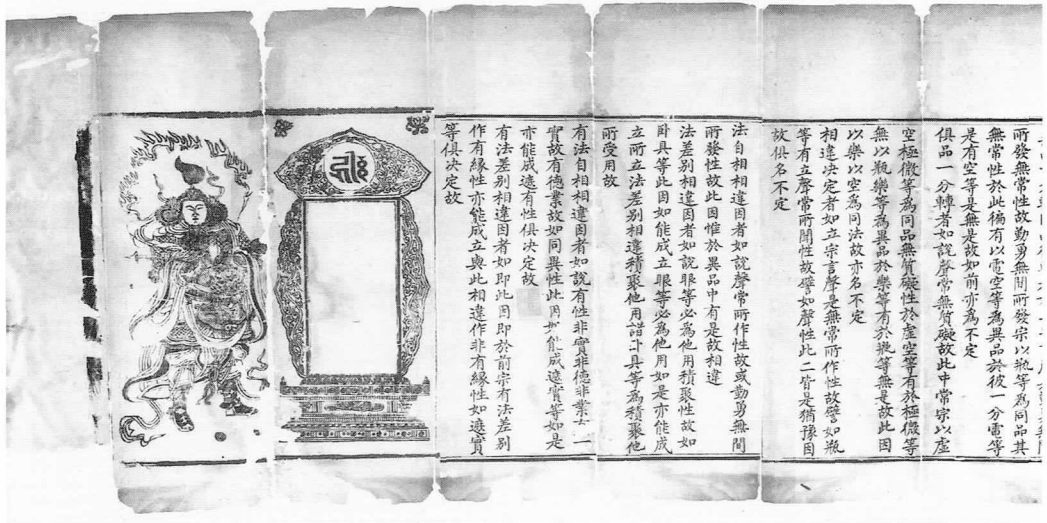 所發無常性故勤勇無間所發宗以瓶等為同品其
無常性於此徧有以電空等為異品於彼一分電等
是有空等是無是故如前亦為不定
俱品一分轉者如說聲常無質礙故此中常宗以虛
空極微等為同品無質礙性於虛空等有於極微等
無以瓶樂等為異品於樂等有於瓶等無是故此因
以樂以空為同法故亦名不定
相違決定者如立宗言聲是無常所作性故譬如瓶
等有立聲常所聞性故譬如聲性此二皆是猶豫因
故俱名不定
法自相相違因者如說聲常所作性故或勤勇無間
所發性故此因惟於異品中有是故相違
法差別相違因者如說眼等必為他用積聚性故如
臥具等此因如能成立眼等必為他用如是亦能成
立所立法差別相違積聚他用諸臥具等為積聚他
所受用故
有法自相相違因者如說有性非實非德非業一
實故有德業故如同異性此因如能成遮實等如是
亦能成遮有性俱决定故
有法差別相違因者如即此因即於前宗有法差別
作有緣性亦能成立與此相違作非有緣性如遮實
等俱决定故